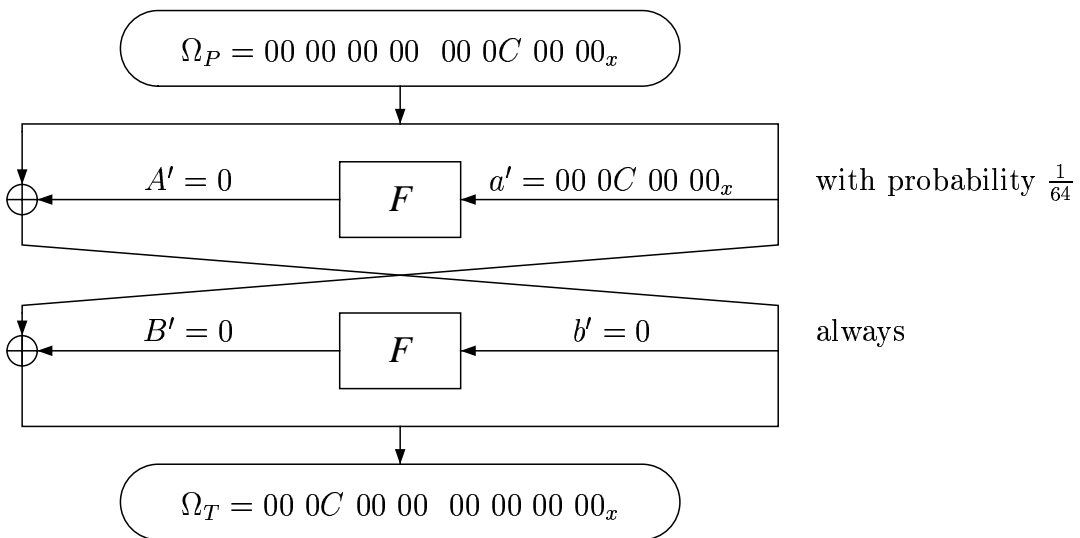 Ω_P = 00 00 00 00 00 0C 00 00_x
A′ = 0
F
a′ = 00 0C 00 00_x
with probability 1/64
B′ = 0
F
b′ = 0
always
Ω_T = 00 0C 00 00 00 00 00 00_x